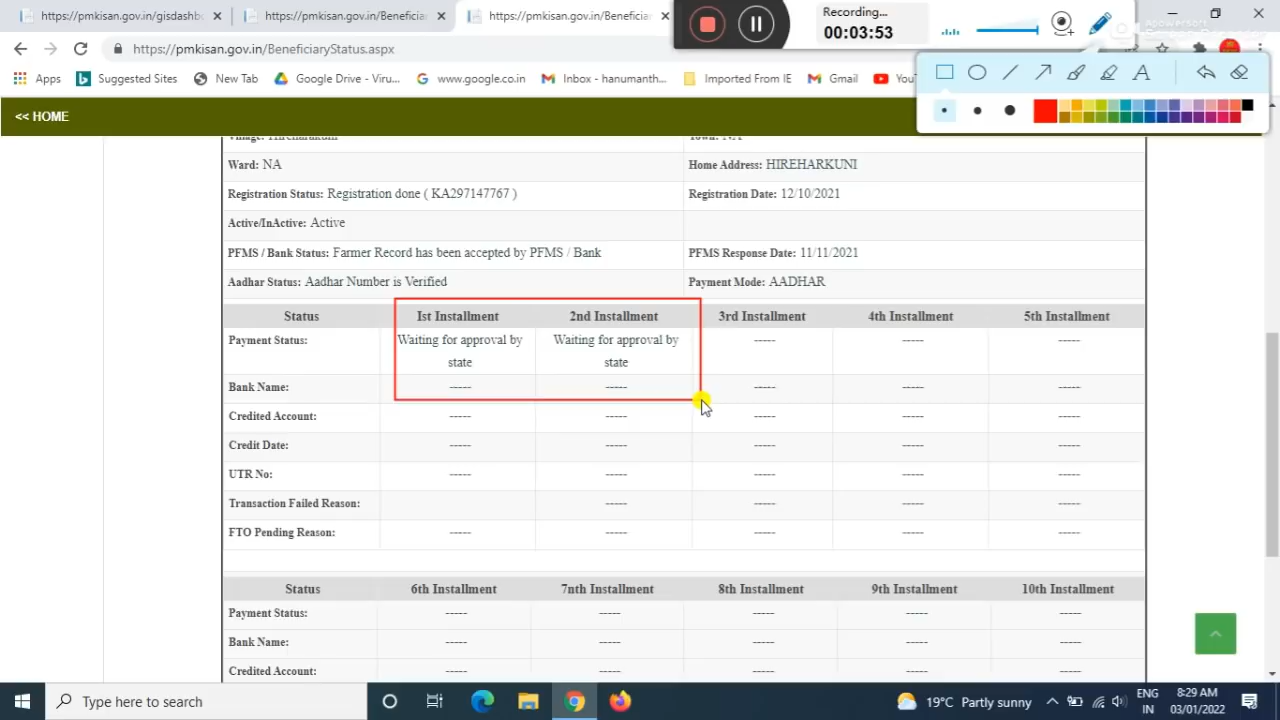 https://pmkisan.gov.in/gisdashbo
https://pmkisan.gov.in/Beneficiar
https://pmkisan.gov.in/Beneficiar
Recording...
00:03:53
https://pmkisan.gov.in/BeneficiaryStatus.aspx
Apps
Suggested Sites
New Tab
Google Drive - Viru...
www.google.co.in
Inbox - hanumanth...
Imported From IE
Gmail
<< HOME
Ward: NA
Home Address: HIREHARKUNI
Registration Status: Registration done ( KA297147767 )
Registration Date: 12/10/2021
Active/InActive: Active
PFMS / Bank Status: Farmer Record has been accepted by PFMS / Bank
PFMS Response Date: 11/11/2021
Aadhar Status: Aadhar Number is Verified
Payment Mode: AADHAR
Status Ist Installment 2nd Installment 3rd Installment 4th Installment 5th Installment
Payment Status: Waiting for approval by state Waiting for approval by state ----- ----- -----
Bank Name: ----- ----- ----- ----- -----
Credited Account: ----- ----- ----- ----- -----
Credit Date: ----- ----- ----- ----- -----
UTR No: ----- ----- ----- ----- -----
Transaction Failed Reason: ----- ----- ----- -----
FTO Pending Reason: ----- ----- ----- ----- -----
Status 6th Installment 7nth Installment 8th Installment 9th Installment 10th Installment
Payment Status: ----- ----- ----- ----- -----
Bank Name: ----- ----- ----- ----- -----
Credited Account: ----- ----- ----- ----- -----
Type here to search
19°C Partly sunny
ENG
IN
8:29 AM
03/01/2022